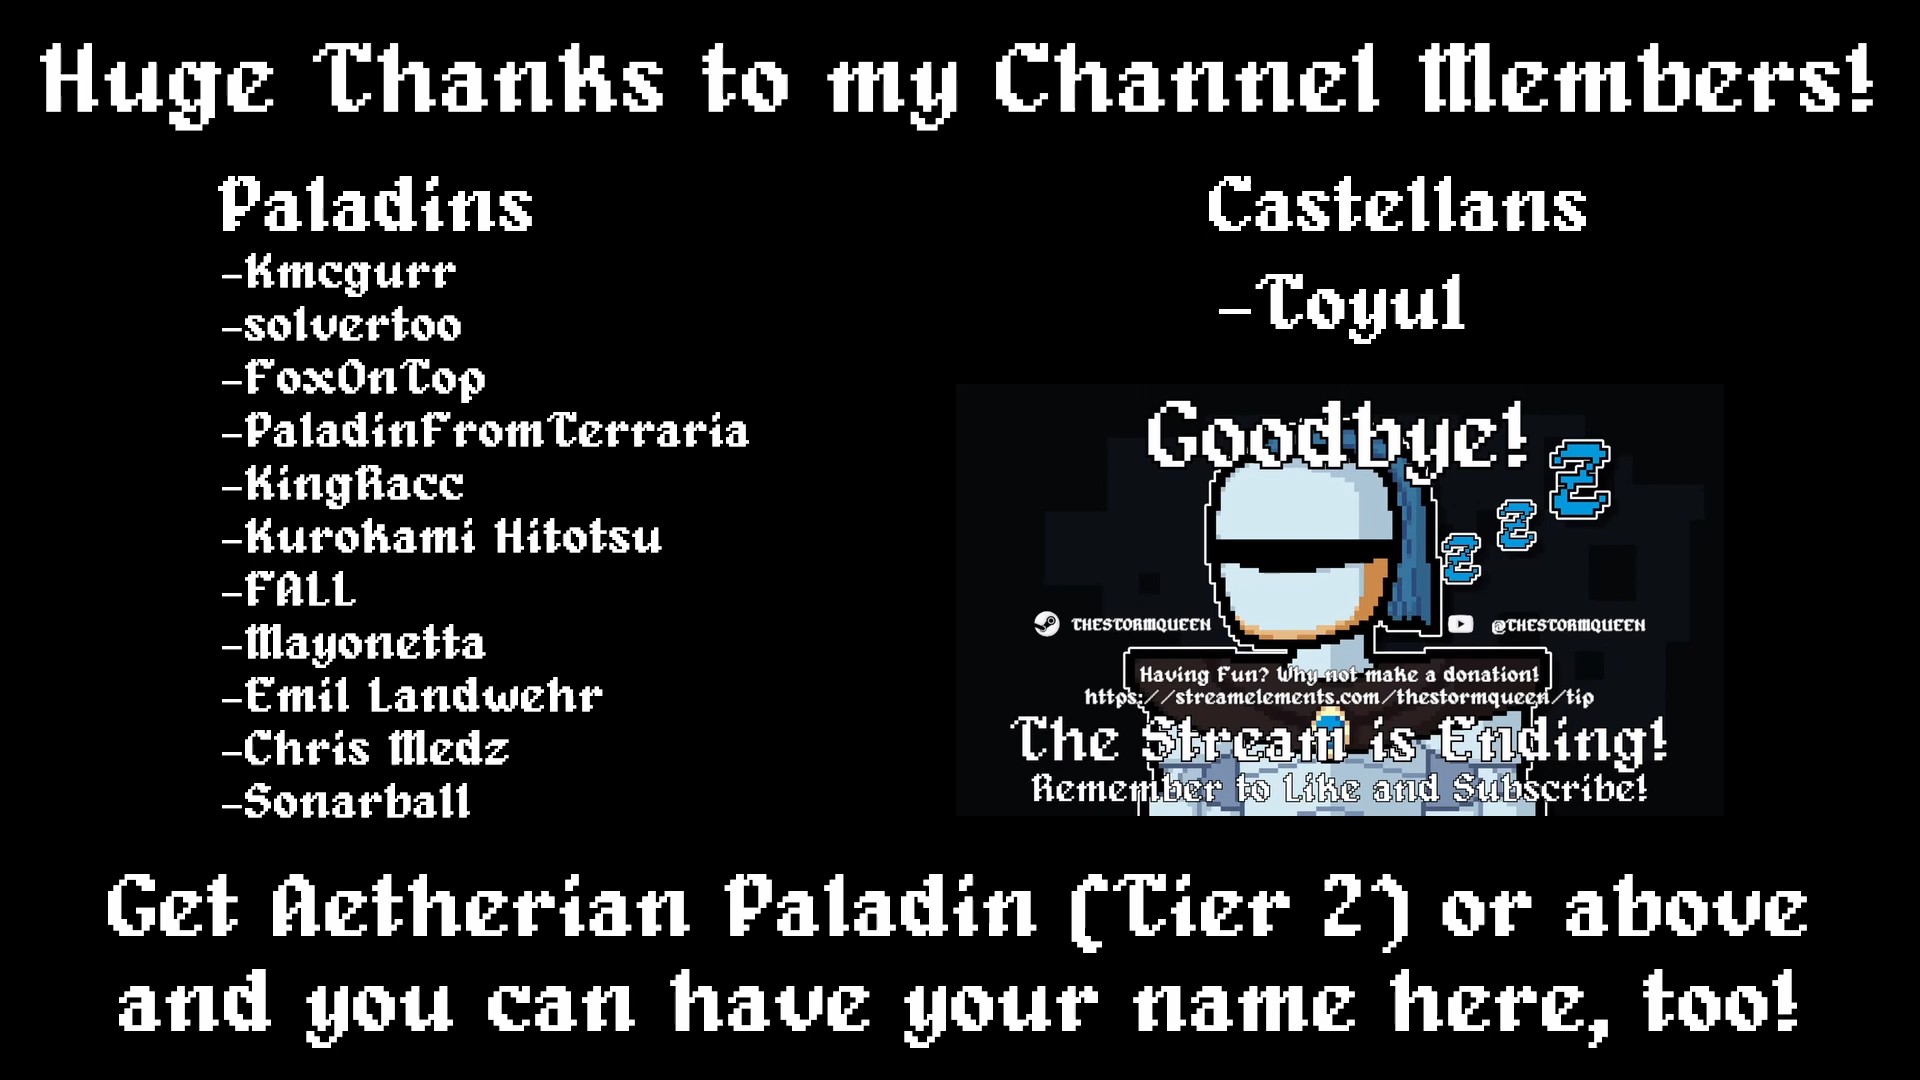 Huge Thanks to my Channel Members!
Paladins
-Kmcgurr
-solvertoo
-FoxOnTop
-PaladinFromTerraria
-KingRacc
-Kurokami Hitotsu
-FALL
-Mayonetta
-Emil Landwehr
-Chris Medz
-Sonarball
Castellans
-Toyul
Goodbye!
Z
Z
Z
THESTORMQUEEN
@THESTORMQUEEN
Having Fun? Why not make a donation!
https://streamelements.com/thestormqueen/tip
The Stream is Ending!
Remember to Like and Subscribe!
Get Aetherian Paladin (Tier 2) or above
and you can have your name here, too!